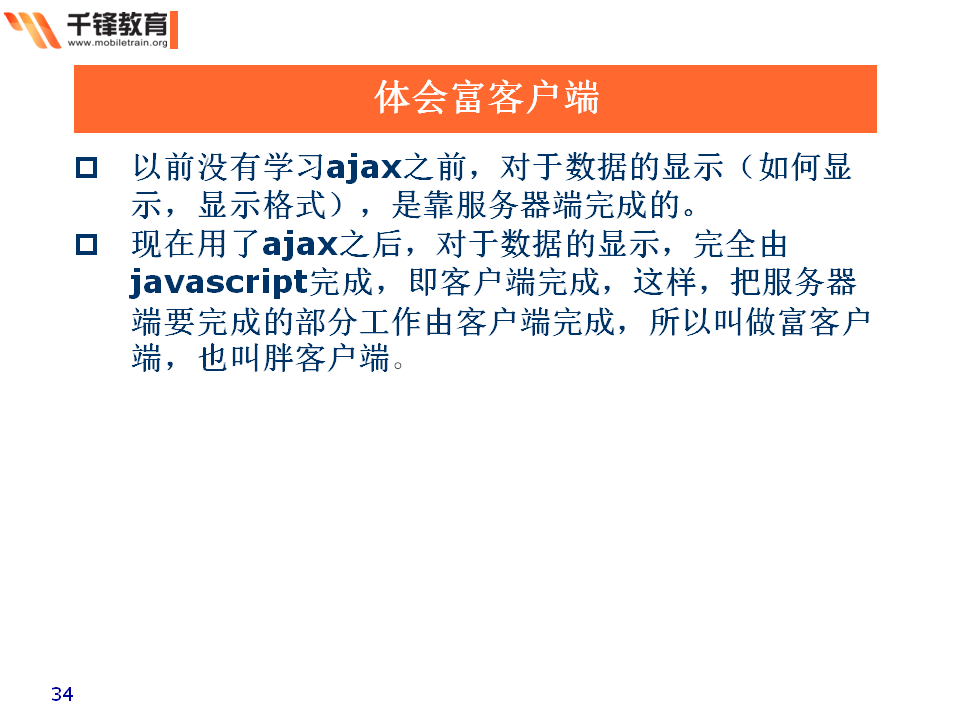 千锋教育
www.mobiletrain.org
体会富客户端
以前没有学习ajax之前，对于数据的显示（如何显
示，显示格式），是靠服务器端完成的。
现在用了ajax之后，对于数据的显示，完全由
javascript完成，即客户端完成，这样，把服务器
端要完成的部分工作由客户端完成，所以叫做富客户
端，也叫胖客户端。
34